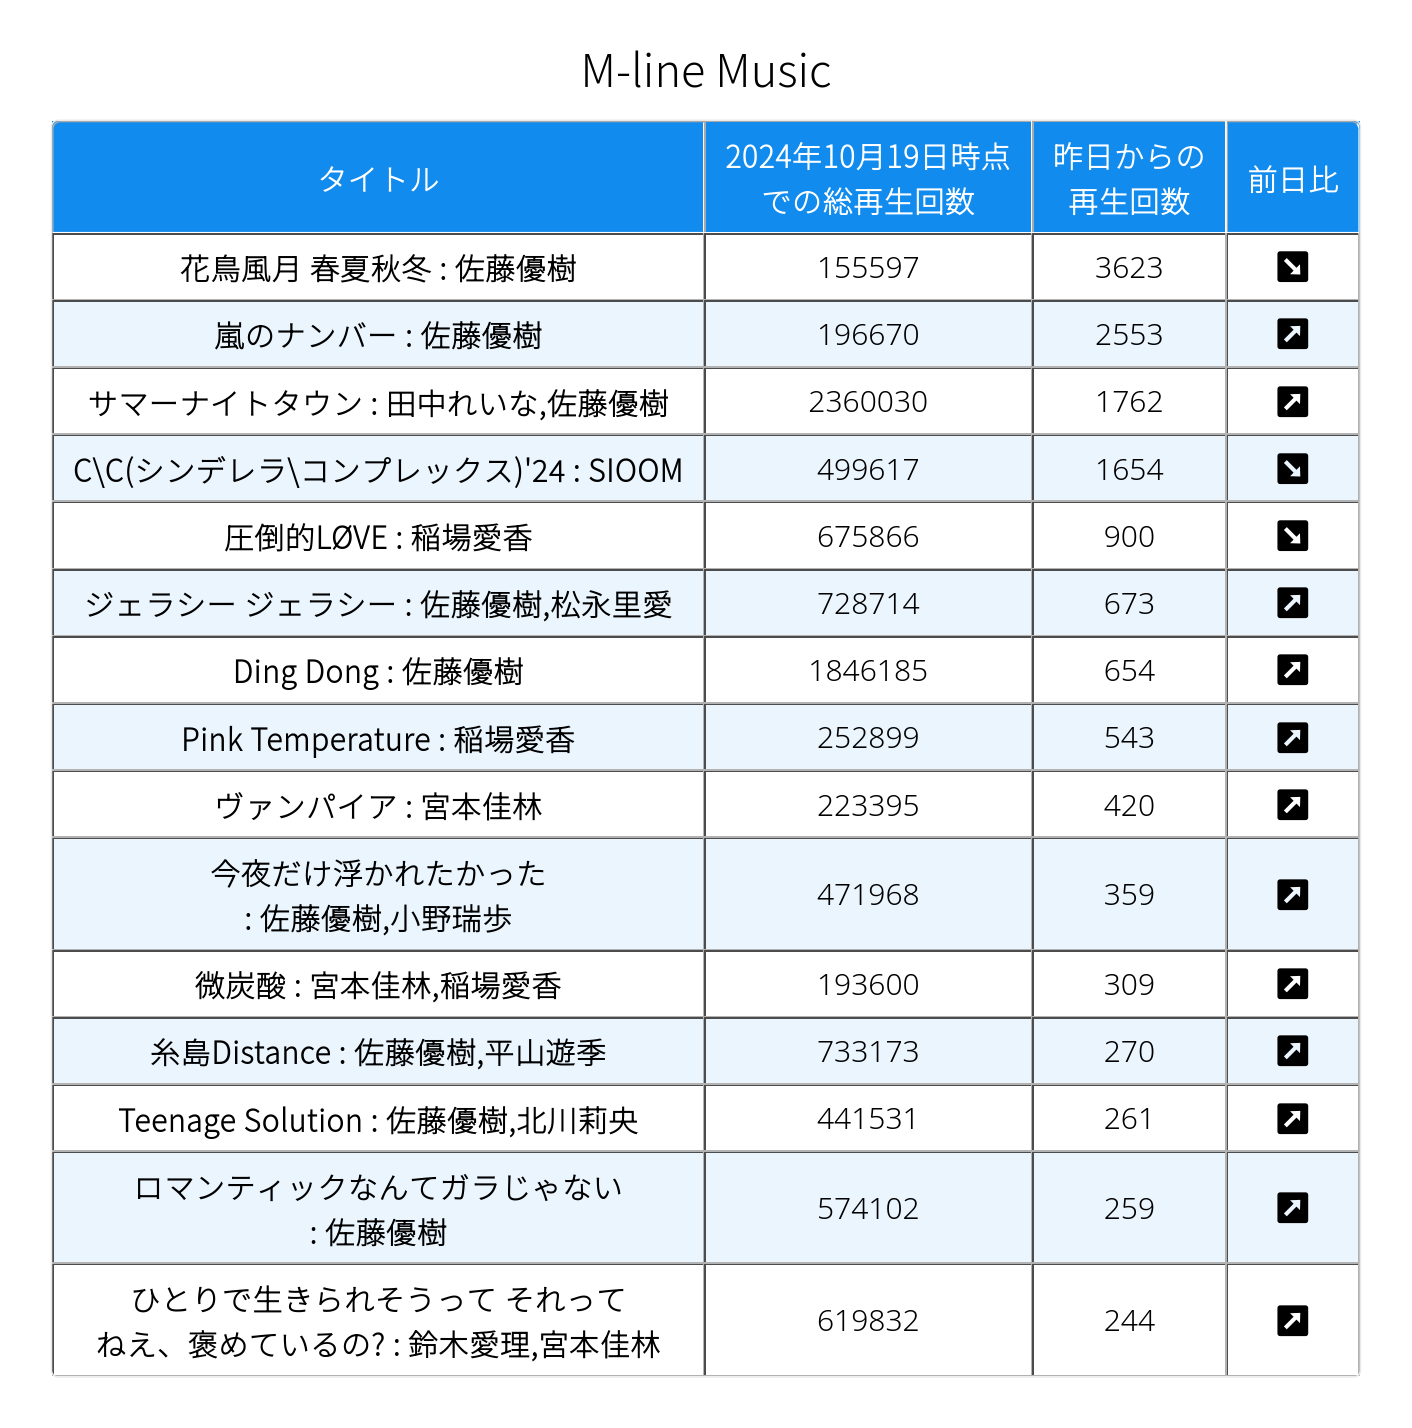 M-line Music
タイトル
2024年10月19日時点
での総再生回数
昨日からの
再生回数
前日比
花鳥風月 春夏秋冬 : 佐藤優樹 155597 3623
嵐のナンバー : 佐藤優樹 196670 2553
サマーナイトタウン : 田中れいな,佐藤優樹 2360030 1762
C\C(シンデレラ\コンプレックス)'24 : SIOOM 499617 1654
圧倒的LØVE : 稲場愛香 675866 900
ジェラシー ジェラシー : 佐藤優樹,松永里愛 728714 673
Ding Dong : 佐藤優樹 1846185 654
Pink Temperature : 稲場愛香 252899 543
ヴァンパイア : 宮本佳林 223395 420
今夜だけ浮かれたかった
: 佐藤優樹,小野瑞歩 471968 359
微炭酸 : 宮本佳林,稲場愛香 193600 309
糸島Distance : 佐藤優樹,平山遊季 733173 270
Teenage Solution : 佐藤優樹,北川莉央 441531 261
ロマンティックなんてガラじゃない
: 佐藤優樹 574102 259
ひとりで生きられそうって それって
ねえ、褒めているの? : 鈴木愛理,宮本佳林 619832 244